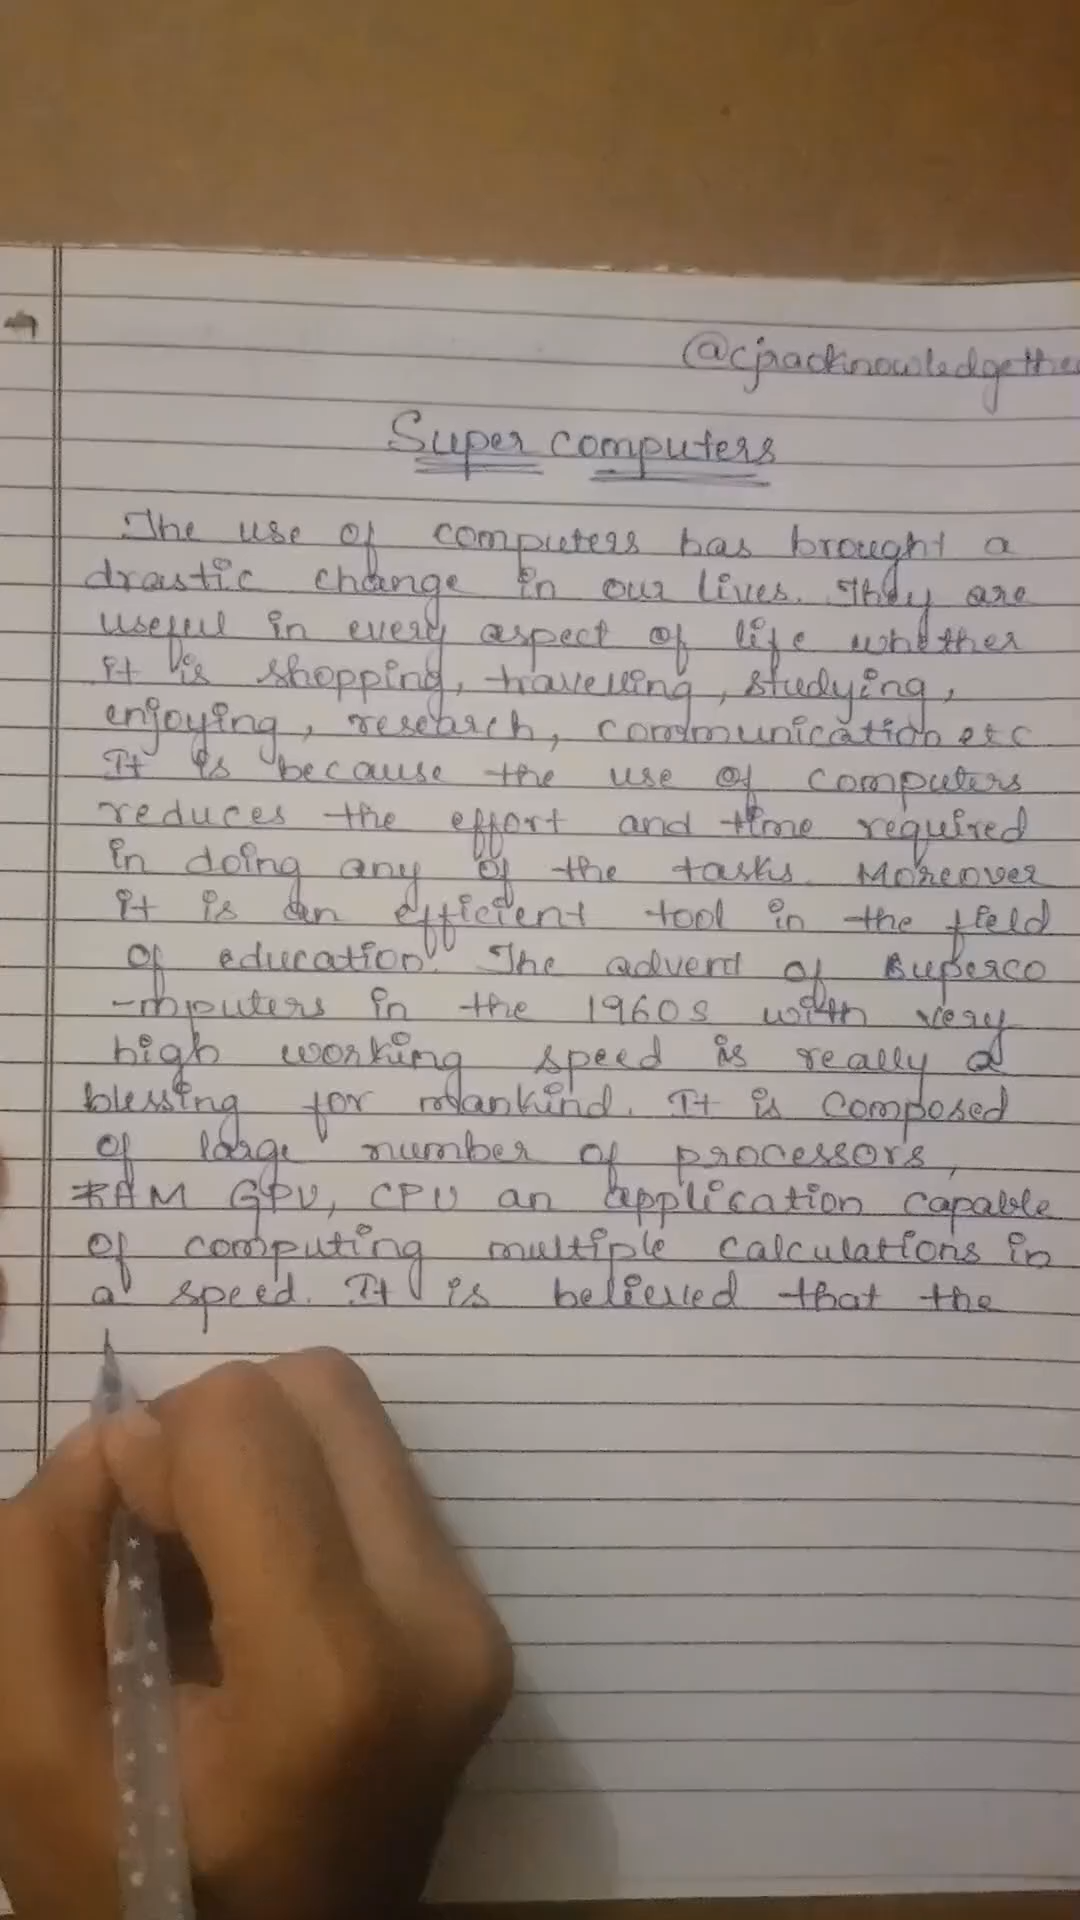 @cjracknowledgethe
Super computers
The use of computers has brought a
drastic change in our lives. They are
useful in every aspect of life whether
it is shopping, travelling, studying,
enjoying, research, communication etc
It is because the use of computers
reduces the effort and time required
in doing any of the tasks. Moreover
it is an efficient tool in the field
of education. The advent of Superco
-mputers in the 1960s with very
high working speed is really a
blessing for mankind. It is composed
of large number of processors,
RAM GPU, CPU an application capable
of computing multiple calculations in
a speed. It is believed that the